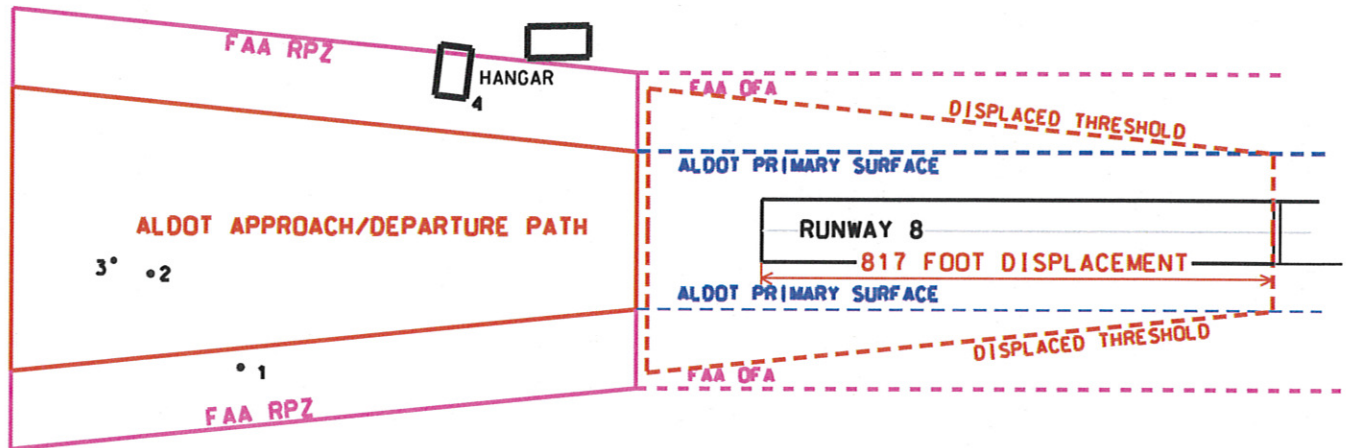 FAA RPZ
HANGAR
4
FAA OFA
DISPLACED THRESHOLD
ALDOT PRIMARY SURFACE
ALDOT APPROACH/DEPARTURE PATH
RUNWAY 8
3
2
817 FOOT DISPLACEMENT
ALDOT PRIMARY SURFACE
DISPLACED THRESHOLD
1
FAA OFA
FAA RPZ